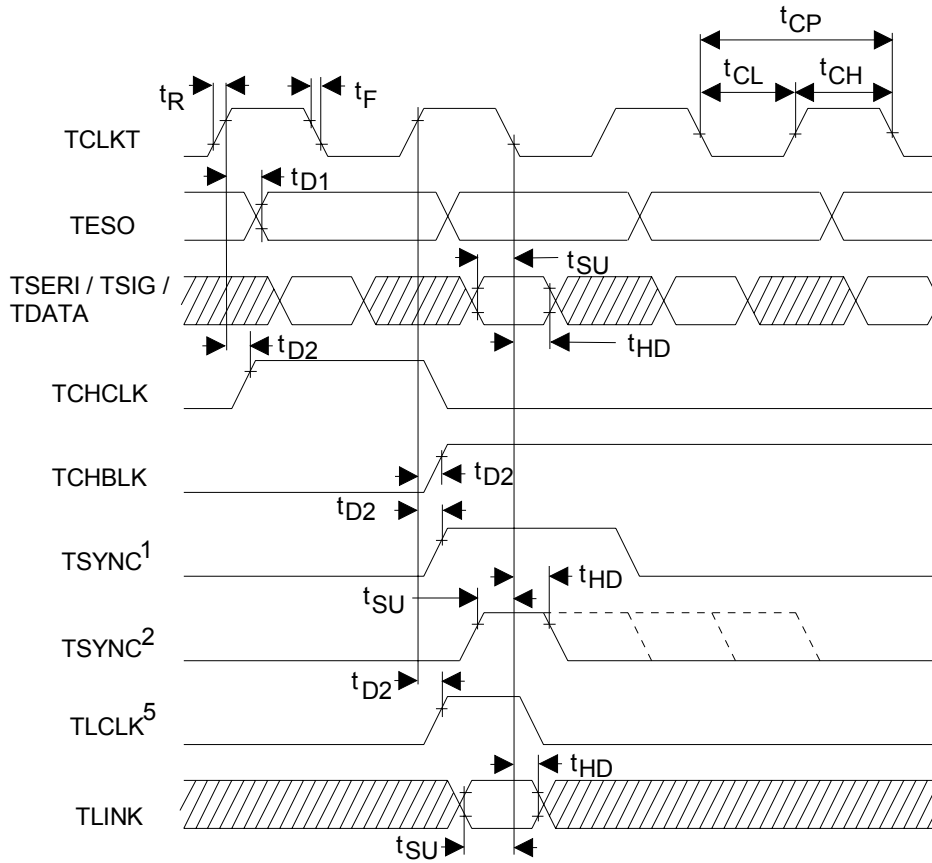 tCP
tCL tCH
tR tF
TCLKT
tD1
TESO
tSU
TSERI / TSIG /
TDATA
tHD
tD2
TCHCLK
TCHBLK
tD2
tD2
TSYNC1
tHD
tSU
TSYNC2
tD2
TLCLK5
tHD
TLINK
tSU